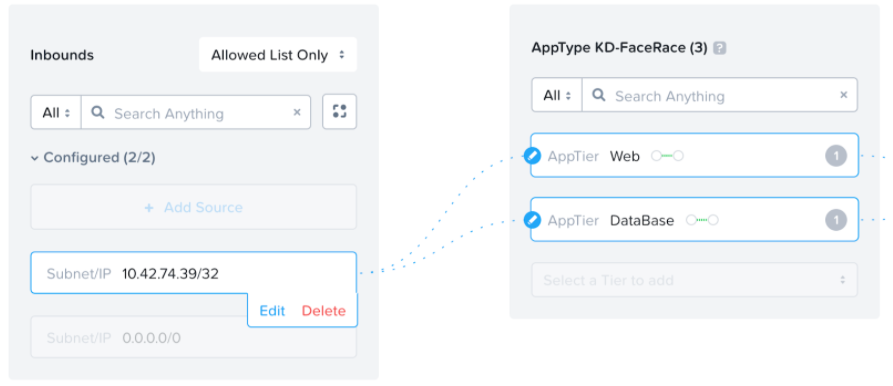 Inbounds
Allowed List Only
All
Search Anything
×
Configured (2/2)
+ Add Source
Subnet/IP 10.42.74.39/32
Edit Delete
Subnet/IP 0.0.0.0/0
AppType KD-FaceRace (3) ?
All
Search Anything
×
AppTier Web 1
AppTier DataBase 1
Select a Tier to add